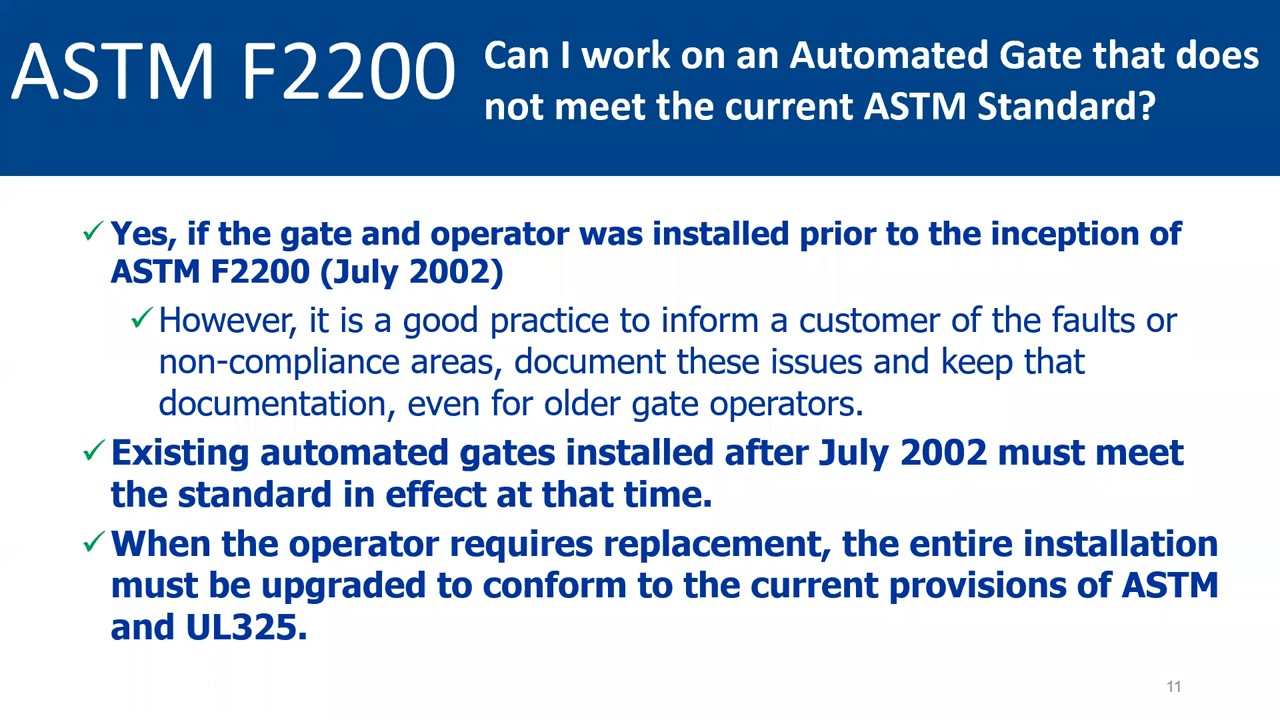 ASTM F2200
Can I work on an Automated Gate that does
not meet the current ASTM Standard?
✓ Yes, if the gate and operator was installed prior to the inception of
ASTM F2200 (July 2002)
✓ However, it is a good practice to inform a customer of the faults or
non-compliance areas, document these issues and keep that
documentation, even for older gate operators.
✓ Existing automated gates installed after July 2002 must meet
the standard in effect at that time.
✓ When the operator requires replacement, the entire installation
must be upgraded to conform to the current provisions of ASTM
and UL325.
11